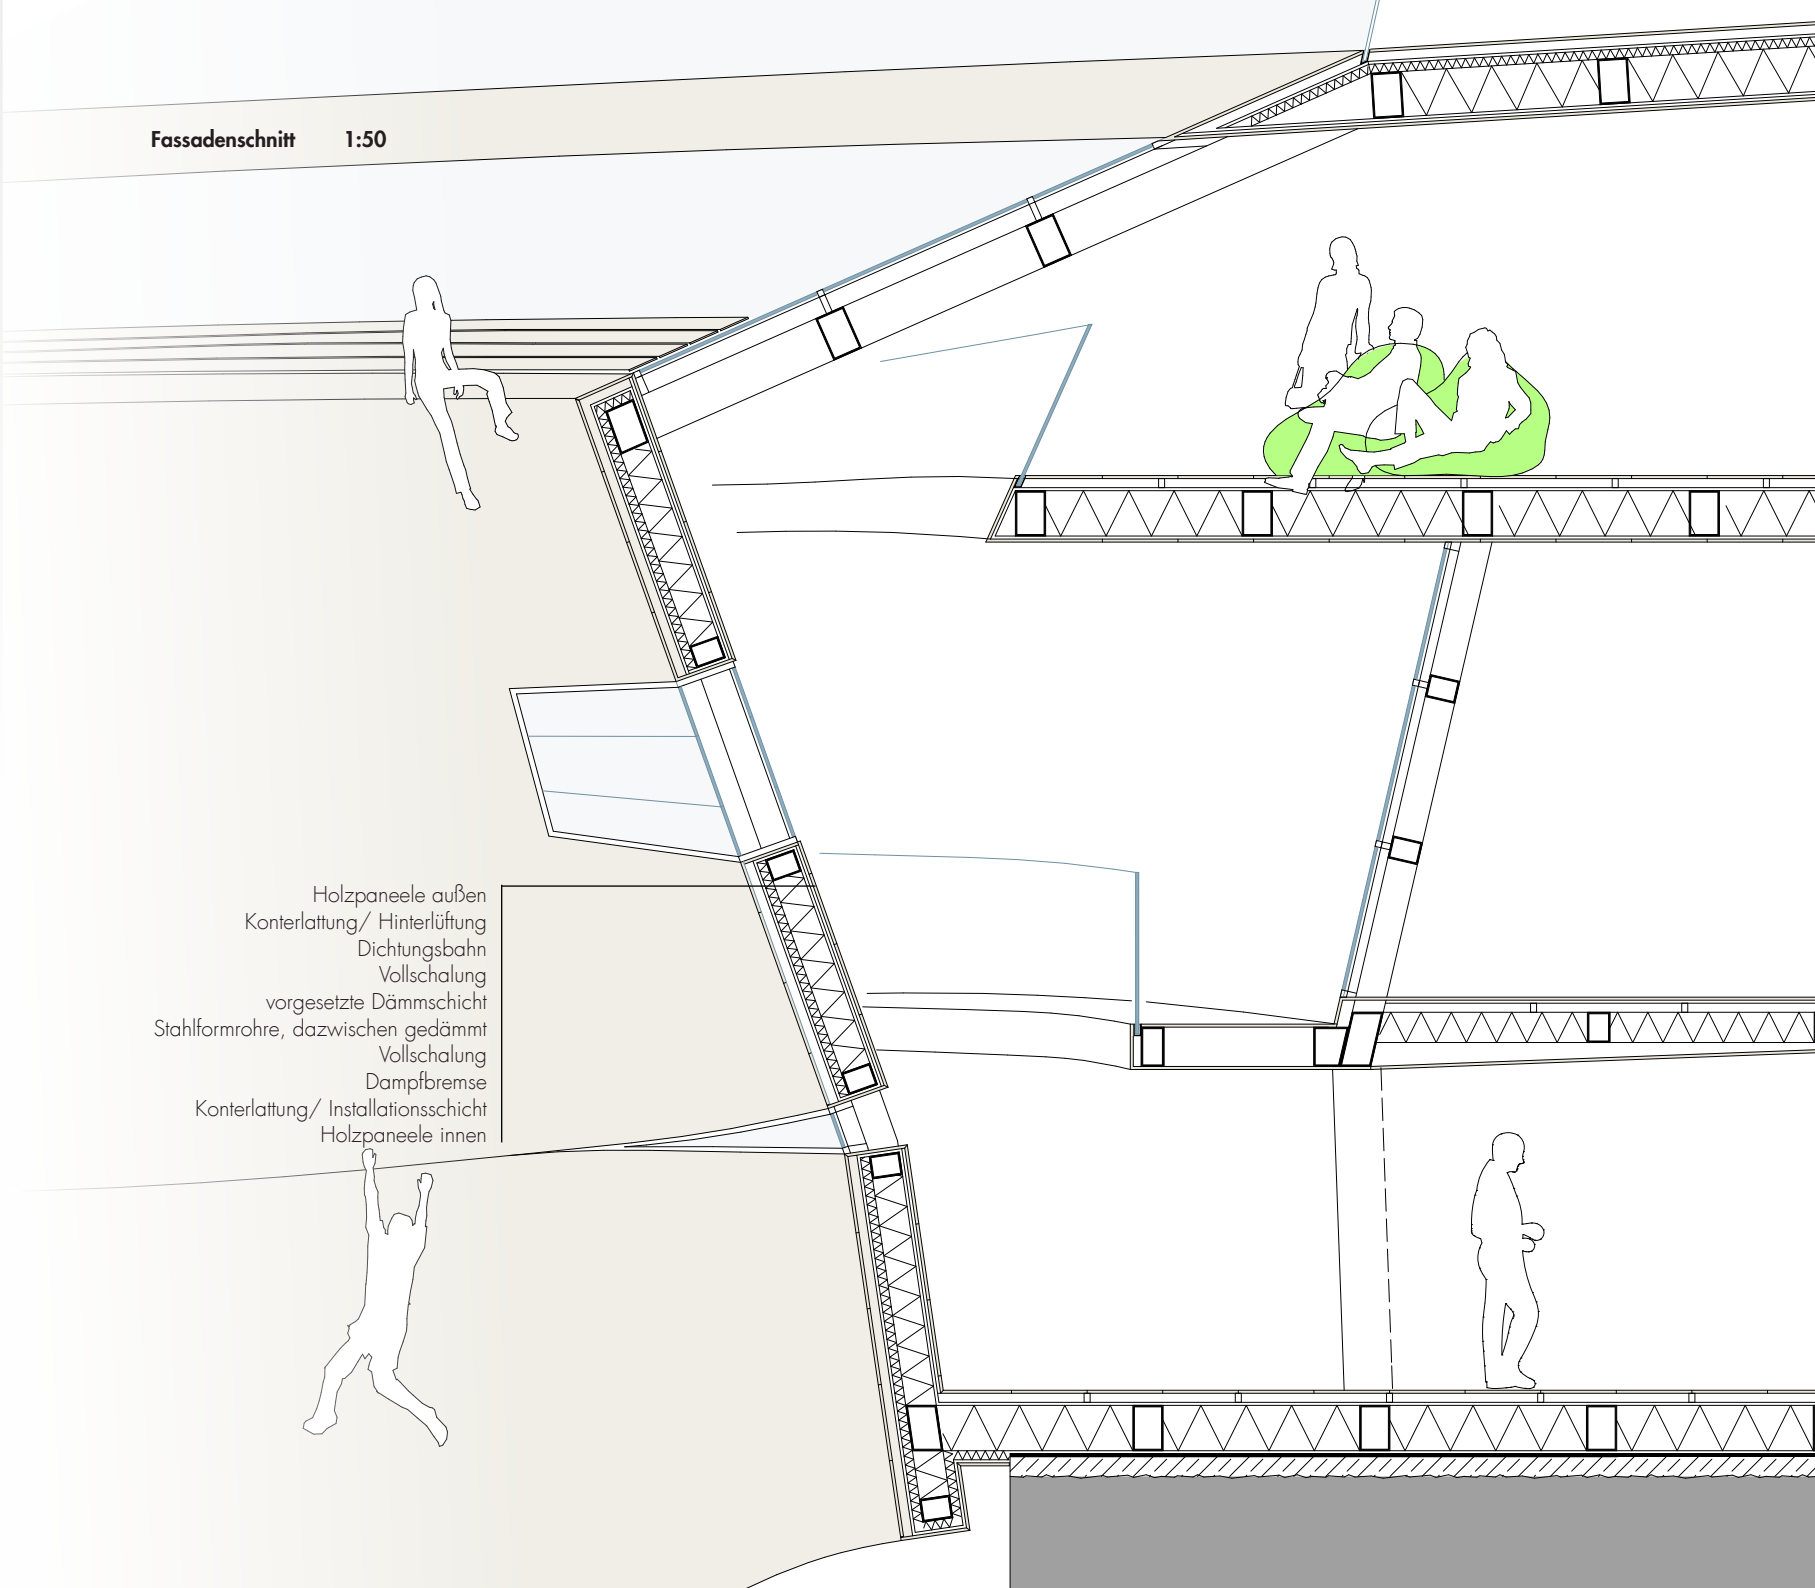 Fassadenschnitt 1:50
Holzpaneele außen
Konterlattung/ Hinterlüftung
Dichtungsbahn
Vollschalung
vorgesetzte Dämmschicht
Stahlformrohre, dazwischen gedämmt
Vollschalung
Dampfbremse
Konterlattung/ Installationsschicht
Holzpaneele innen